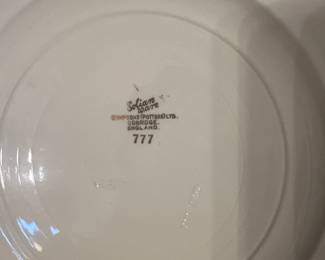 Solian
Ware
SIMPSONS (POTTERS) LTD.
COBRIDGE.
ENGLAND.
777